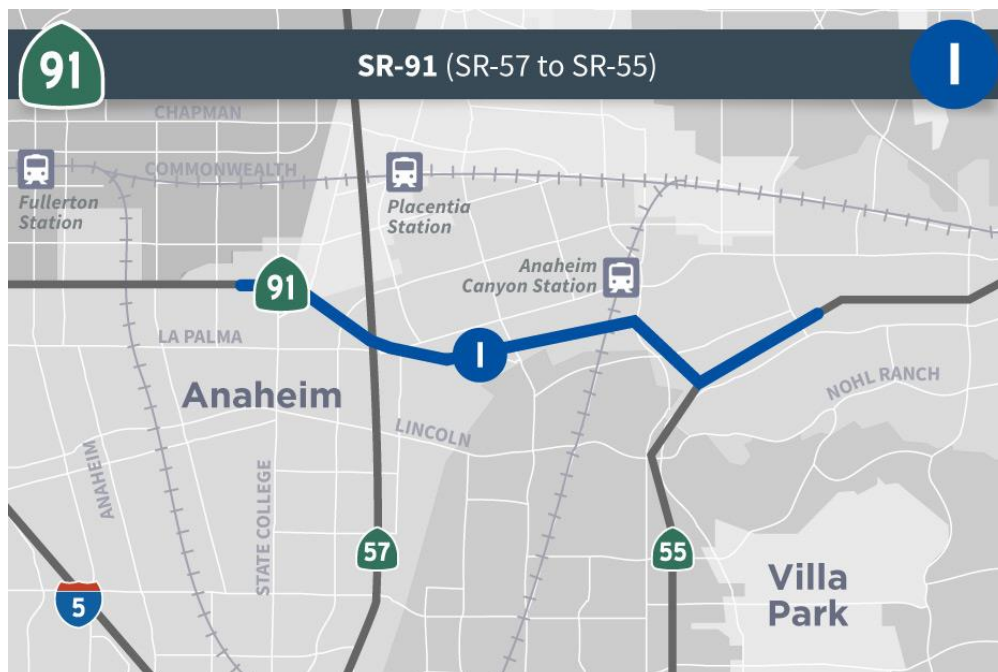 91
SR-91 (SR-57 to SR-55)
I
CHAPMAN
COMMONWEALTH
Fullerton
Station
Placentia
Station
Anaheim
Canyon Station
91
LA PALMA
I
Anaheim
NOHL RANCH
LINCOLN
ANAHEIM
STATE COLLEGE
57
55
5
Villa
Park